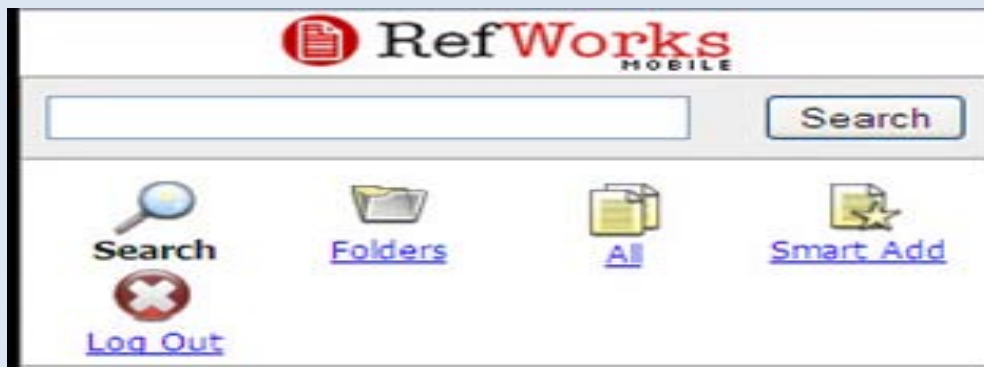 RefWorks
MOBILE
Search
Search
Folders
All
Smart Add
Log Out